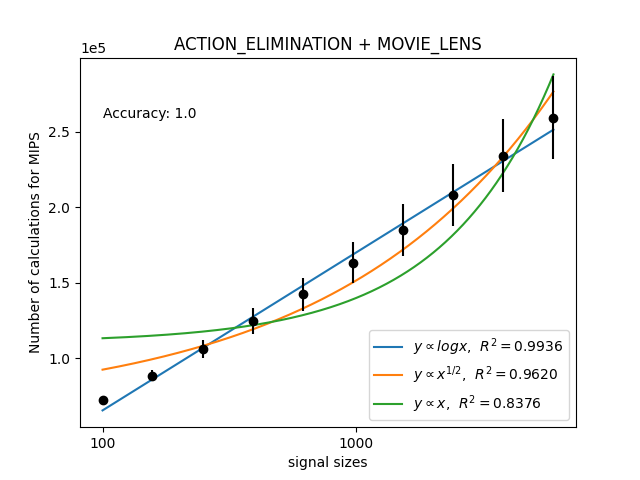 ACTION_ELIMINATION + MOVIE_LENS
1e5
Accuracy: 1.0
Number of calculations for MIPS
2.5
2.0
1.5
1.0
y ∝ logx, R² = 0.9936
y ∝ x^{1/2}, R² = 0.9620
y ∝ x, R² = 0.8376
100 1000
signal sizes